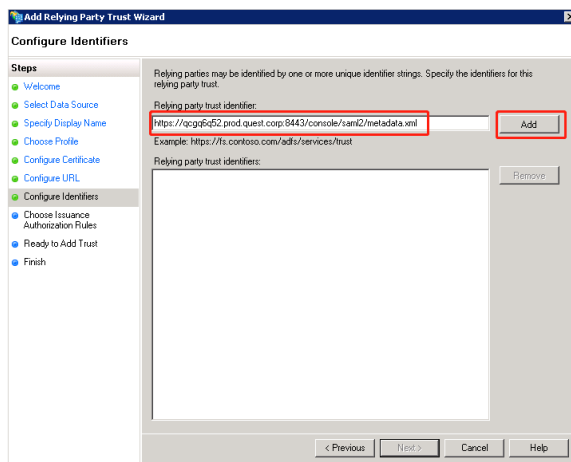 Add Relying Party Trust Wizard
Configure Identifiers
Steps
Welcome
Select Data Source
Specify Display Name
Choose Profile
Configure Certificate
Configure URL
Configure Identifiers
Choose Issuance
Authorization Rules
Ready to Add Trust
Finish
Relying parties may be identified by one or more unique identifier strings. Specify the identifiers for this
relying party trust.
Relying party trust identifier:
https://qcgq6q52.prod.quest.corp:8443/console/saml2/metadata.xml
Add
Example: https://fs.contoso.com/adfs/services/trust
Relying party trust identifiers:
Remove
< Previous
Next >
Cancel
Help